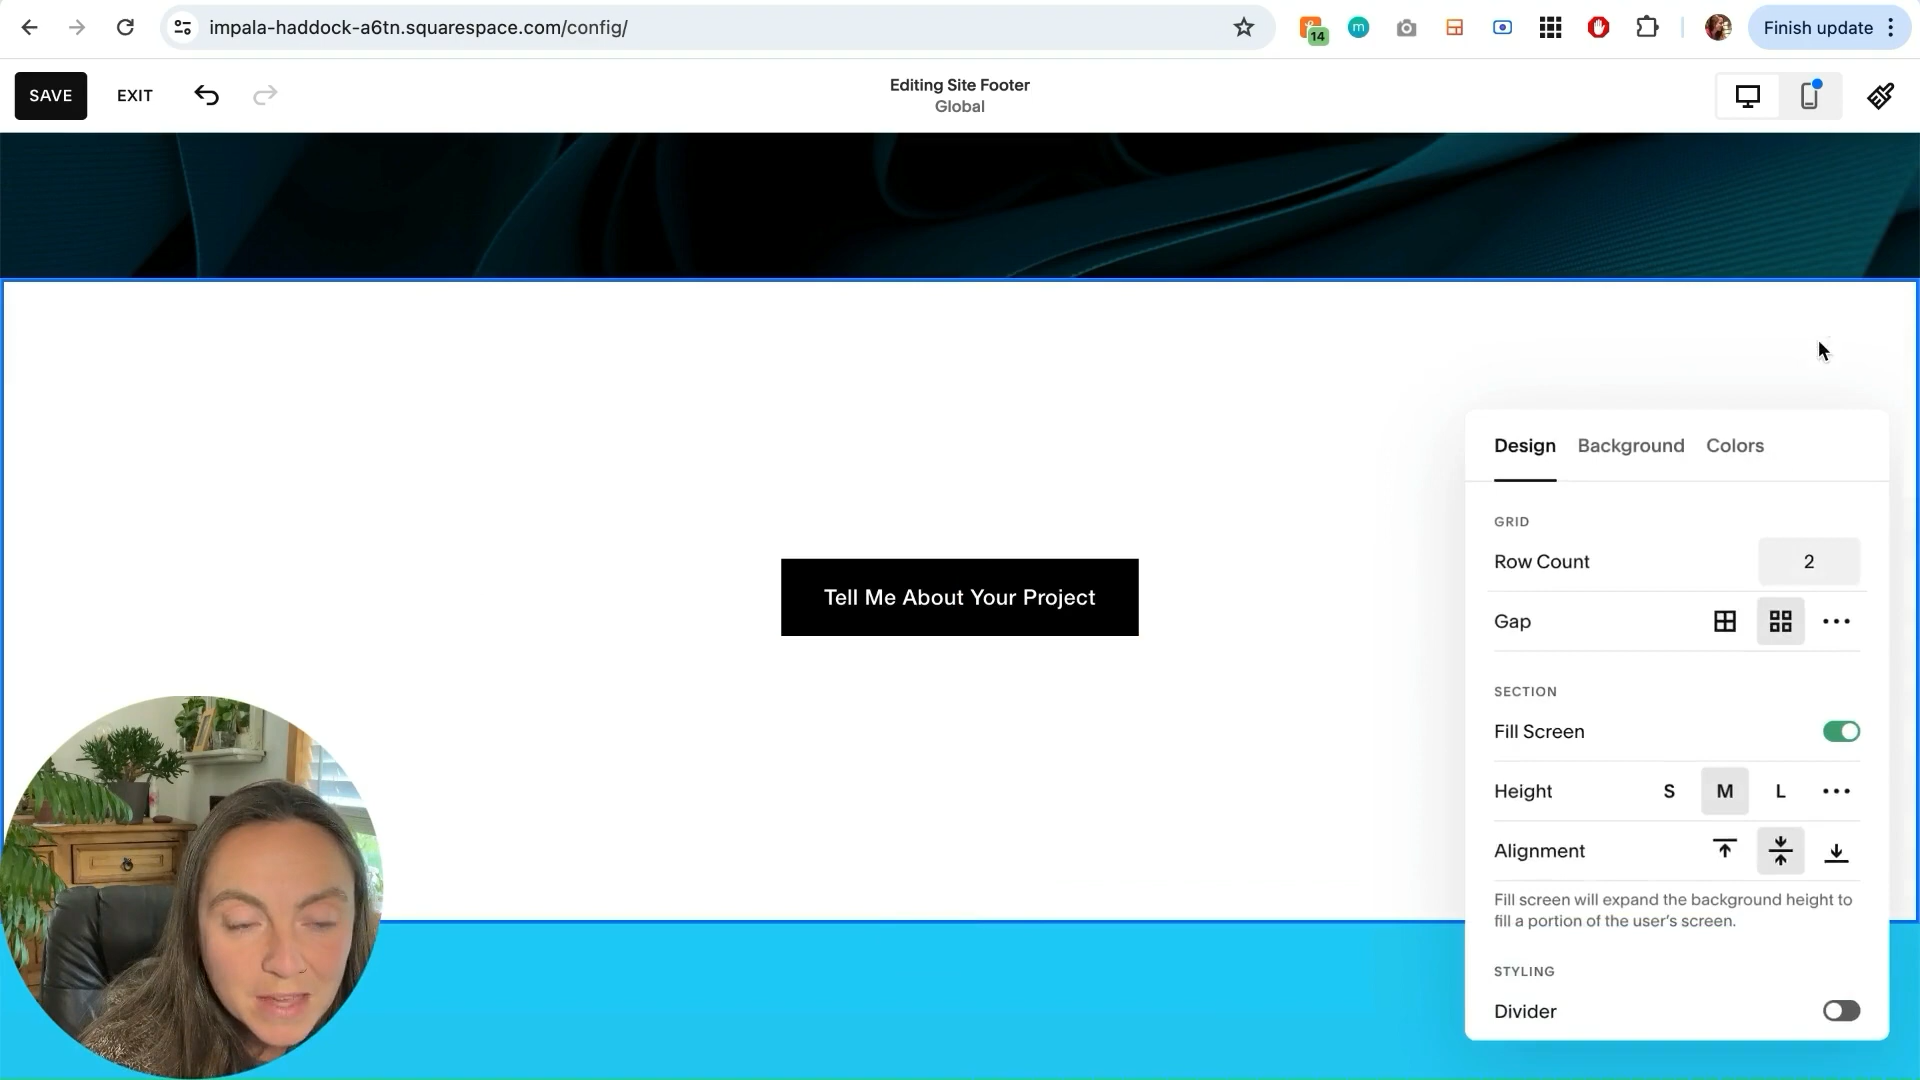 impala-haddock-a6tn.squarespace.com/config/
14
m
Finish update
SAVE
EXIT
Editing Site Footer
Global
Tell Me About Your Project
Design
Background
Colors
GRID
Row Count
2
Gap
SECTION
Fill Screen
Height
S
M
L
Alignment
Fill screen will expand the background height to
fill a portion of the user's screen.
STYLING
Divider